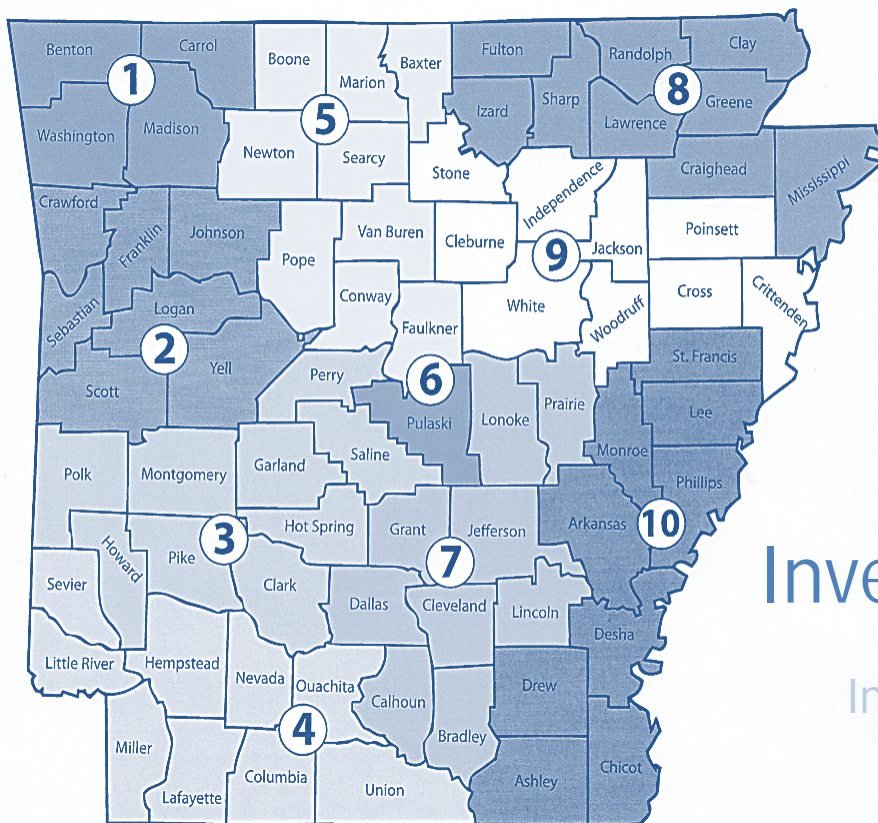 Benton
Carrol
Boone
Marion
Baxter
Fulton
Randolph
Clay
1
8
5
Izard
Sharp
Greene
Lawrence
Washington
Madison
Newton
Searcy
Stone
Independence
Craighead
Mississippi
Crawford
Franklin
Johnson
Pope
Van Buren
Cleburne
9
Jackson
Poinsett
Sebastian
Logan
Conway
Faulkner
White
Woodruff
Cross
Crittenden
2
Scott
Yell
Perry
6
Pulaski
Lonoke
Prairie
St. Francis
Lee
Monroe
Phillips
Polk
Montgomery
Garland
Saline
Hot Spring
Grant
Jefferson
Arkansas
10
Howard
Pike
3
7
Inve
Sevier
Clark
Dallas
Cleveland
Lincoln
Desha
Little River
Hempstead
Nevada
Ouachita
Calhoun
Drew
In
4
Bradley
Miller
Lafayette
Columbia
Union
Ashley
Chicot